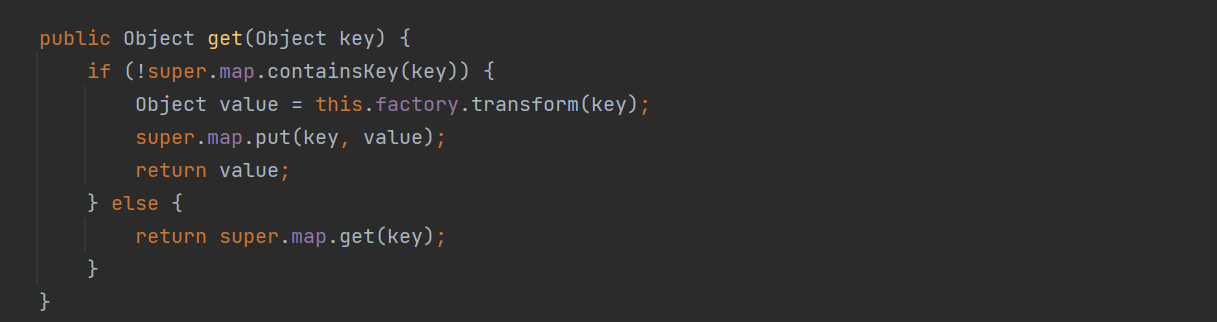 public Object get(Object key) {
    if (!super.map.containsKey(key)) {
        Object value = this.factory.transform(key);
        super.map.put(key, value);
        return value;
    } else {
        return super.map.get(key);
    }
}